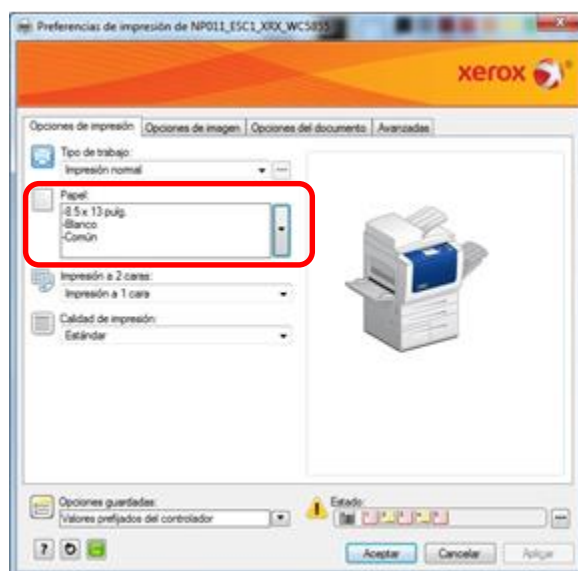 Preferencias de impresión de NP011_ESC1_XRX_WC5855
xerox
Opciones de impresión Opciones de imagen Opciones del documento Avanzadas
Tipo de trabajo:
Impresión normal
Papel:
-8.5 x 13 pulg.
-Blanco
-Común
Impresión a 2 caras:
Impresión a 1 cara
Calidad de impresión:
Estándar
Opciones guardadas:
Valores prefijados del controlador
Estado:
?
Aceptar Cancelar Aplicar